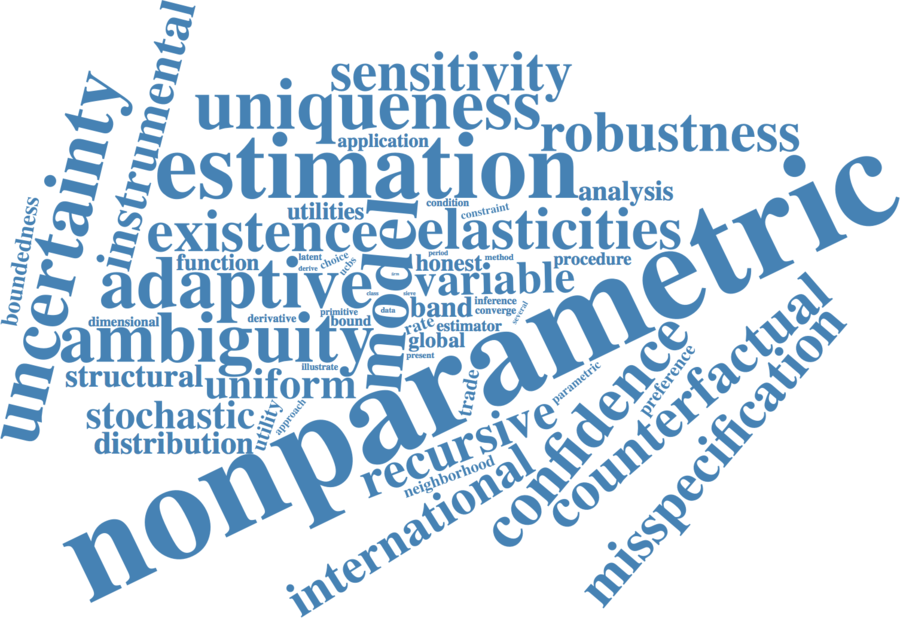 instrumental
sensitivity
uncertainty
uniqueness
robustness
application
estimation
nonparametric
analysis
boundedness
condition
utilities
constraint
model
existence
elasticities
function
latent
choice
period
method
honest
procedure
derive
ucbs
adaptive
variable
class
sieve
band
inference
data
primitive
converge
several
dimensional
derivative
bound
rate
estimator
ambiguity
global
present
illustrate
structural
uniform
trade
parametric
preference
confidence
counterfactual
misspecification
stochastic
utility
approach
recursive
distribution
neighborhood
international